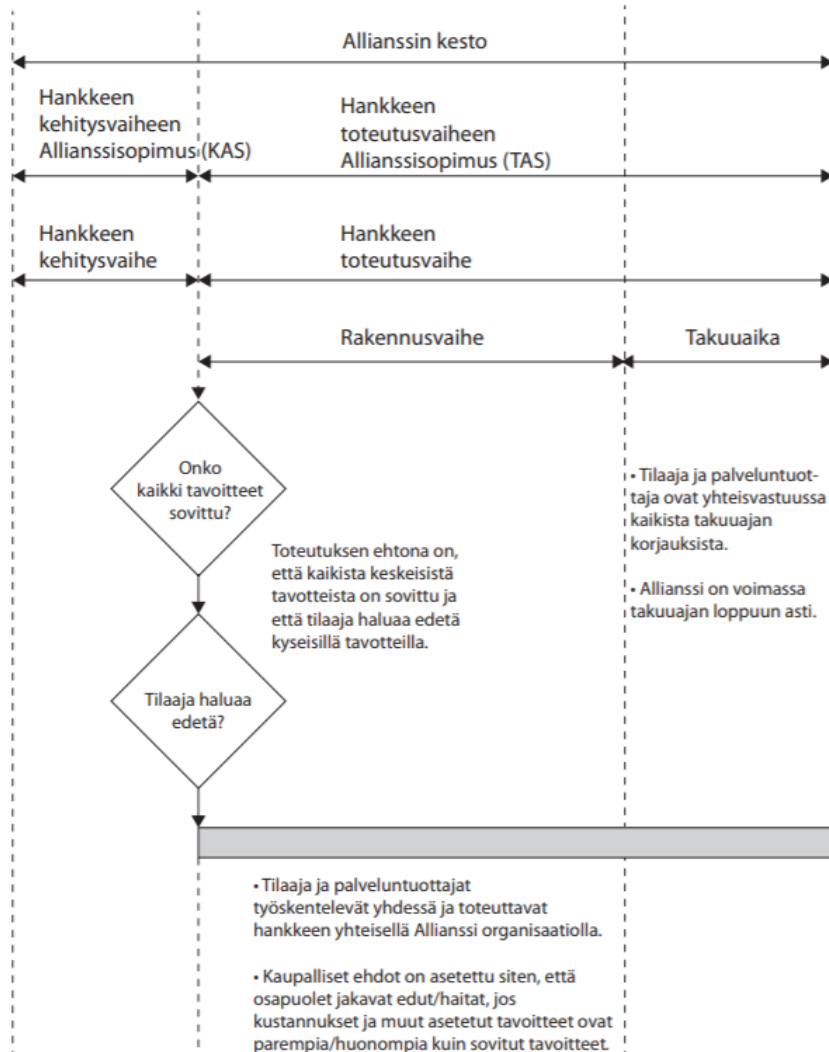 Allianssin kesto
Hankkeen
kehitysvaiheen
Allianssisopimus (KAS)
Hankkeen
toteutusvaiheen
Allianssisopimus (TAS)
Hankkeen
kehitysvaihe
Hankkeen
toteutusvaihe
Rakennusvaihe
Takuuaika
Onko
kaikki tavoitteet
sovittu?
Toteutuksen ehtona on,
että kaikista keskeisistä
tavotteista on sovittu ja
että tilaaja haluaa edetä
kyseisillä tavotteilla.
• Tilaaja ja palveluntuot-
taja ovat yhteisvastuussa
kaikista takuuajan
korjauksista.
• Allianssi on voimassa
takuuajan loppuun asti.
Tilaaja haluaa
edetä?
• Tilaaja ja palveluntuottajat
työskentelevät yhdessä ja toteuttavat
hankkeen yhteisellä Allianssi organisaatiolla.
• Kaupalliset ehdot on asetettu siten, että
osapuolet jakavat edut/haitat, jos
kustannukset ja muut asetetut tavoitteet ovat
parempia/huonompia kuin sovitut tavoitteet.